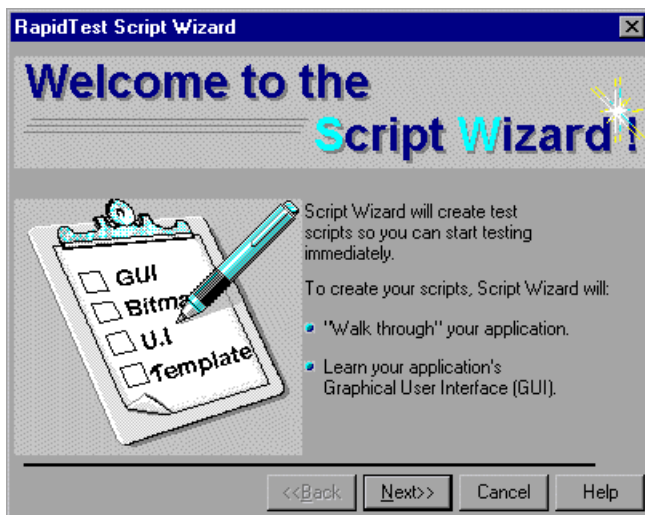 RapidTest Script Wizard
Welcome to the
Script Wizard !
Script Wizard will create test
scripts so you can start testing
immediately.
To create your scripts, Script Wizard will:
"Walk through" your application.
Learn your application's
Graphical User Interface (GUI).
GUI
Bitma
U.I
Template
<<Back
Next>>
Cancel
Help